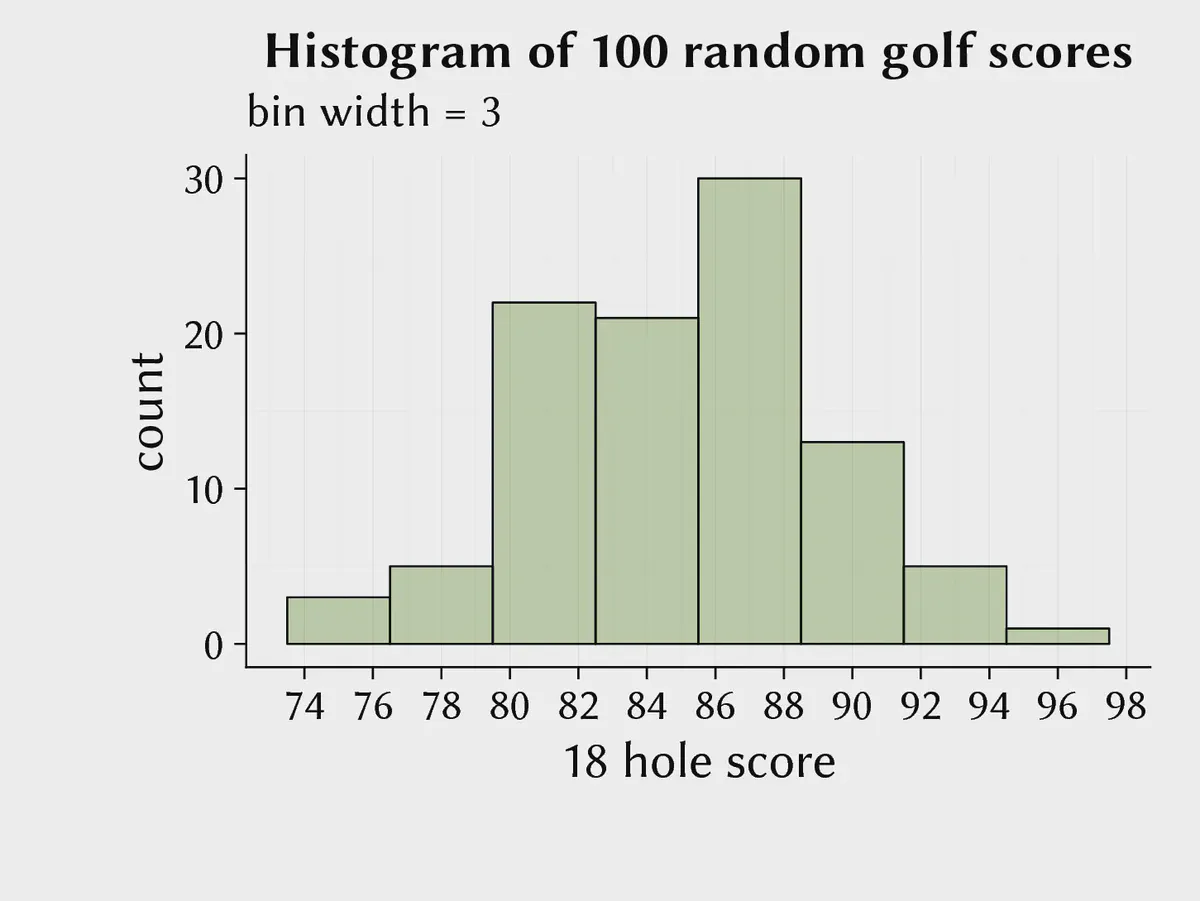 Histogram of 100 random golf scores
bin width = 3
30
20
10
0
count
74 76 78 80 82 84 86 88 90 92 94 96 98
18 hole score